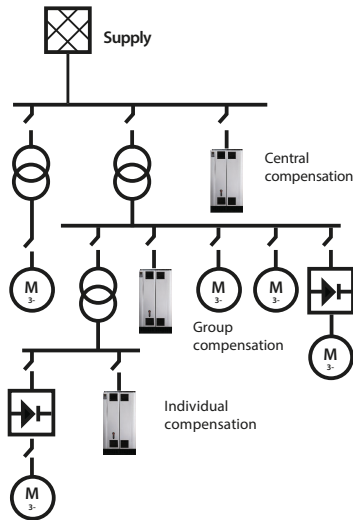 Supply
Central
compensation
M
3~
M
3~
M
3~
Group
compensation
M
3~
Individual
compensation
M
3~